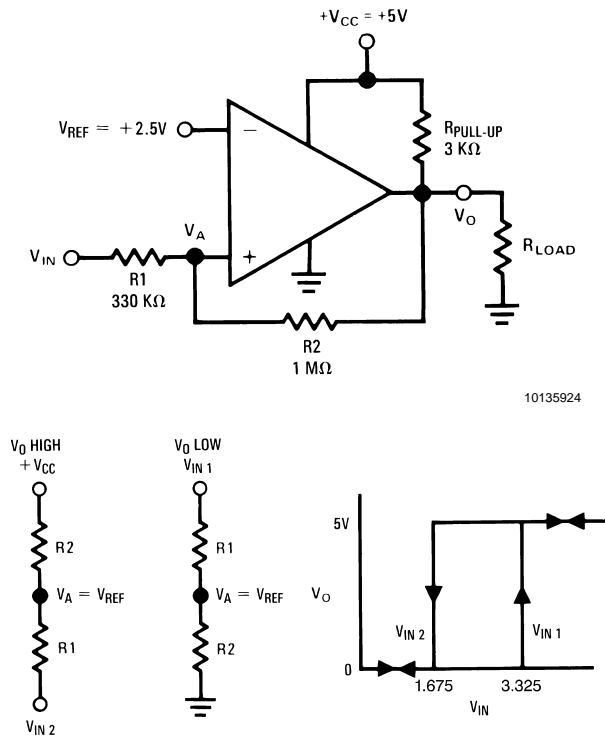 +VCC = +5V
VREF = +2.5V
−
RPULL-UP
3 KΩ
VA
VO
VIN
+
R1
330 KΩ
RLOAD
R2
1 MΩ
10135924
VO HIGH
+ VCC
VO LOW
VIN 1
R2
R1
5V
VA = VREF
VA = VREF
VO
R1
R2
VIN 2
VIN 1
0
1.675
3.325
VIN 2
VIN